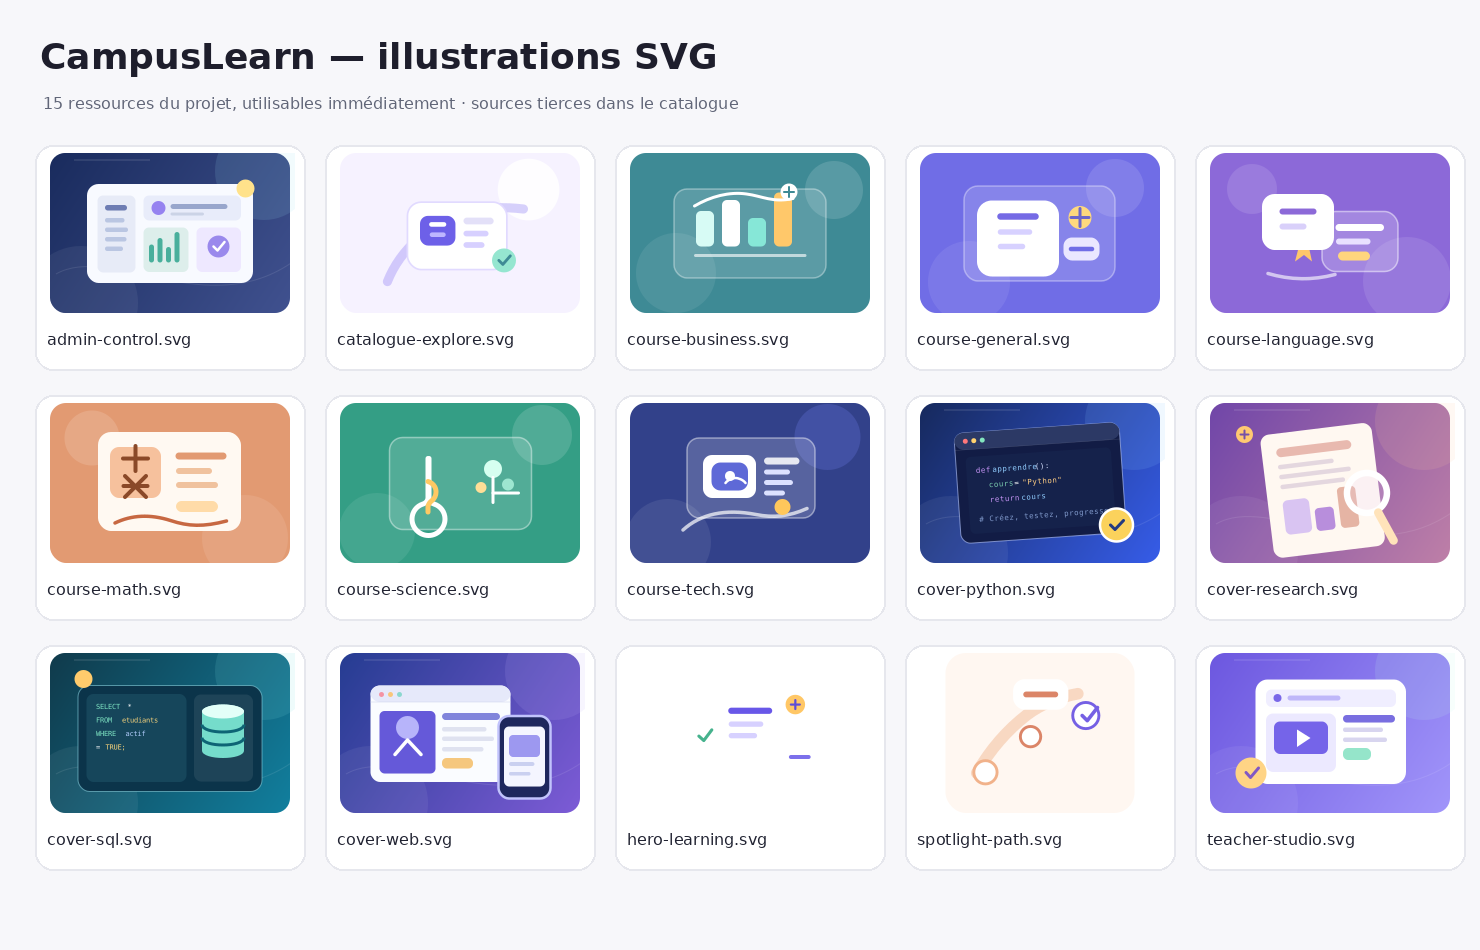 CampusLearn — illustrations SVG
15 ressources du projet, utilisables immédiatement · sources tierces dans le catalogue
admin-control.svg
catalogue-explore.svg
course-business.svg
course-general.svg
course-language.svg
def apprendre():
cours = "Python"
return cours
# Créez, testez, progresse
course-math.svg
course-science.svg
course-tech.svg
cover-python.svg
cover-research.svg
SELECT *
FROM etudiants
WHERE actif
= TRUE;
cover-sql.svg
cover-web.svg
hero-learning.svg
spotlight-path.svg
teacher-studio.svg